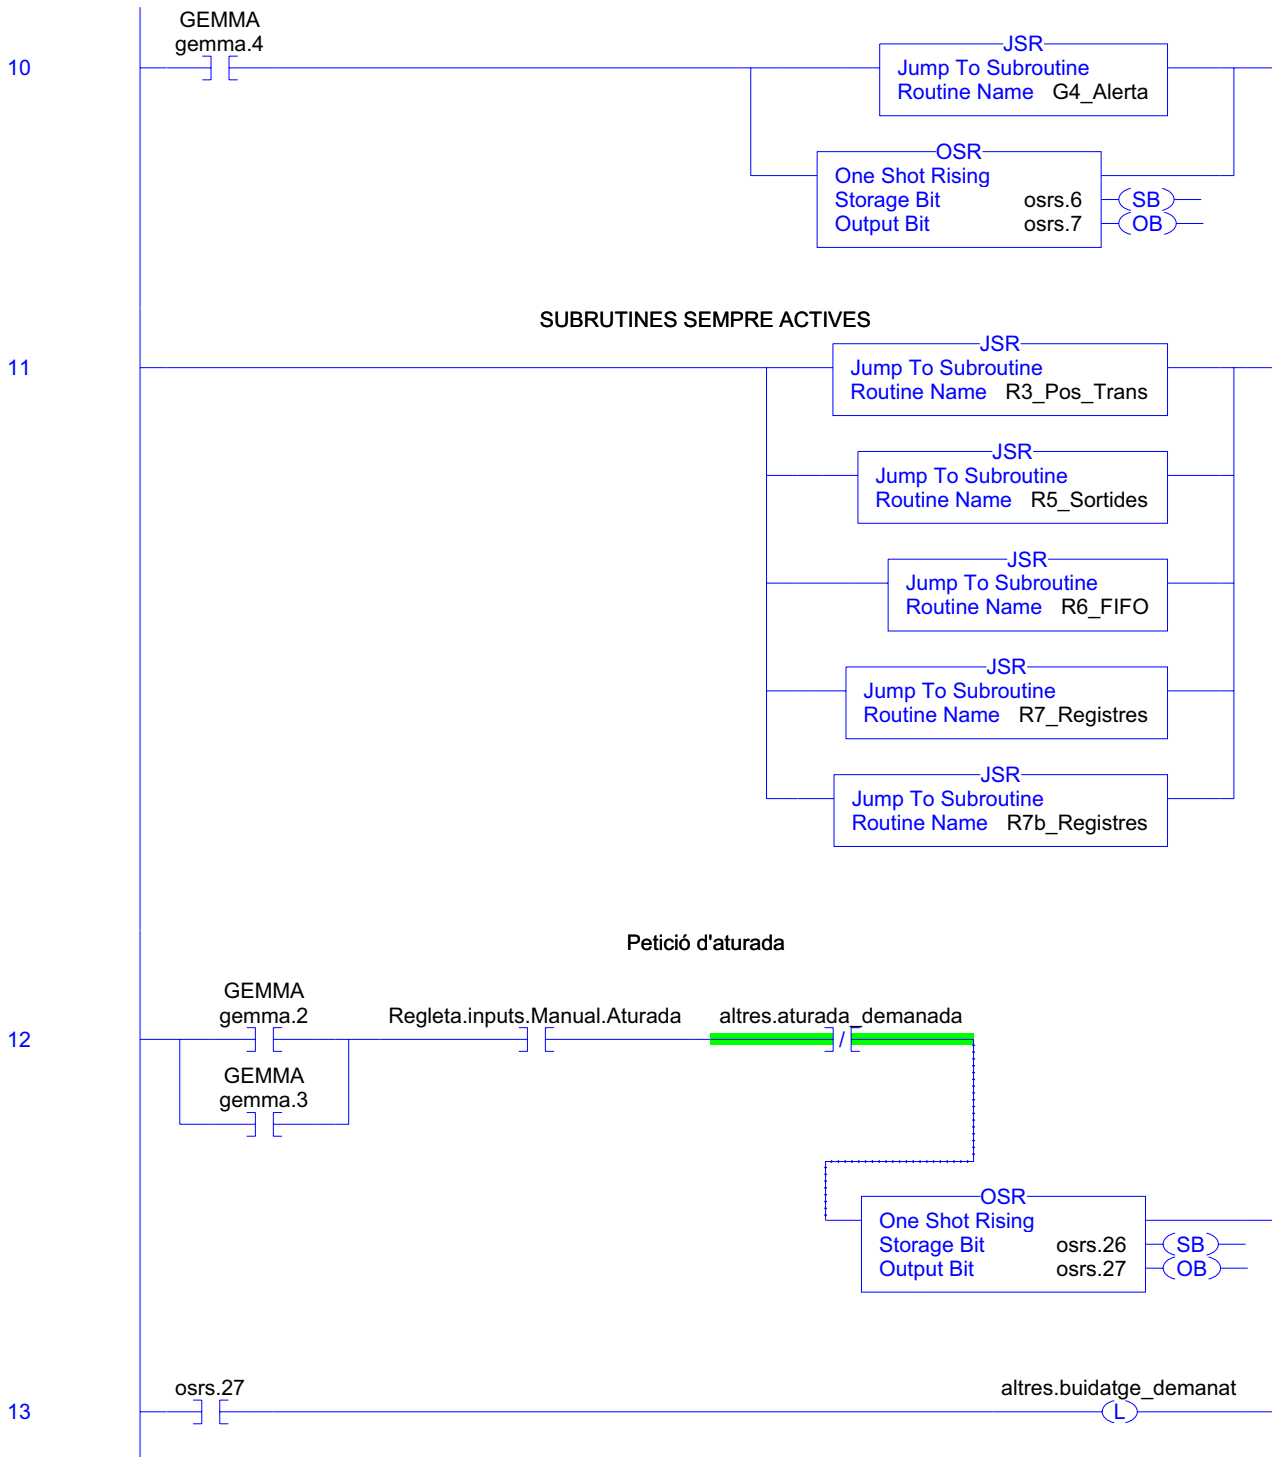 GEMMA
gemma.4
10
JSR
Jump To Subroutine
Routine Name G4_Alerta
OSR
One Shot Rising
Storage Bit osrs.6 SB
Output Bit osrs.7 OB
SUBRUTINES SEMPRE ACTIVES
11
JSR
Jump To Subroutine
Routine Name R3_Pos_Trans
JSR
Jump To Subroutine
Routine Name R5_Sortides
JSR
Jump To Subroutine
Routine Name R6_FIFO
JSR
Jump To Subroutine
Routine Name R7_Registres
JSR
Jump To Subroutine
Routine Name R7b_Registres
Petició d'aturada
GEMMA
gemma.2 Regleta.inputs.Manual.Aturada altres.aturada_demanada
12
/
GEMMA
gemma.3
OSR
One Shot Rising
Storage Bit osrs.26 SB
Output Bit osrs.27 OB
osrs.27 altres.buidatge_demanat
13
L